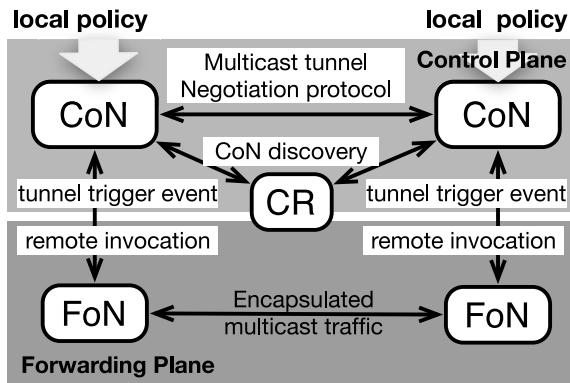 local policy
local policy
Control Plane
Multicast tunnel
Negotiation protocol
CoN
CoN
CoN discovery
tunnel trigger event
CR
tunnel trigger event
remote invocation
remote invocation
FoN
Encapsulated
multicast traffic
FoN
Forwarding Plane